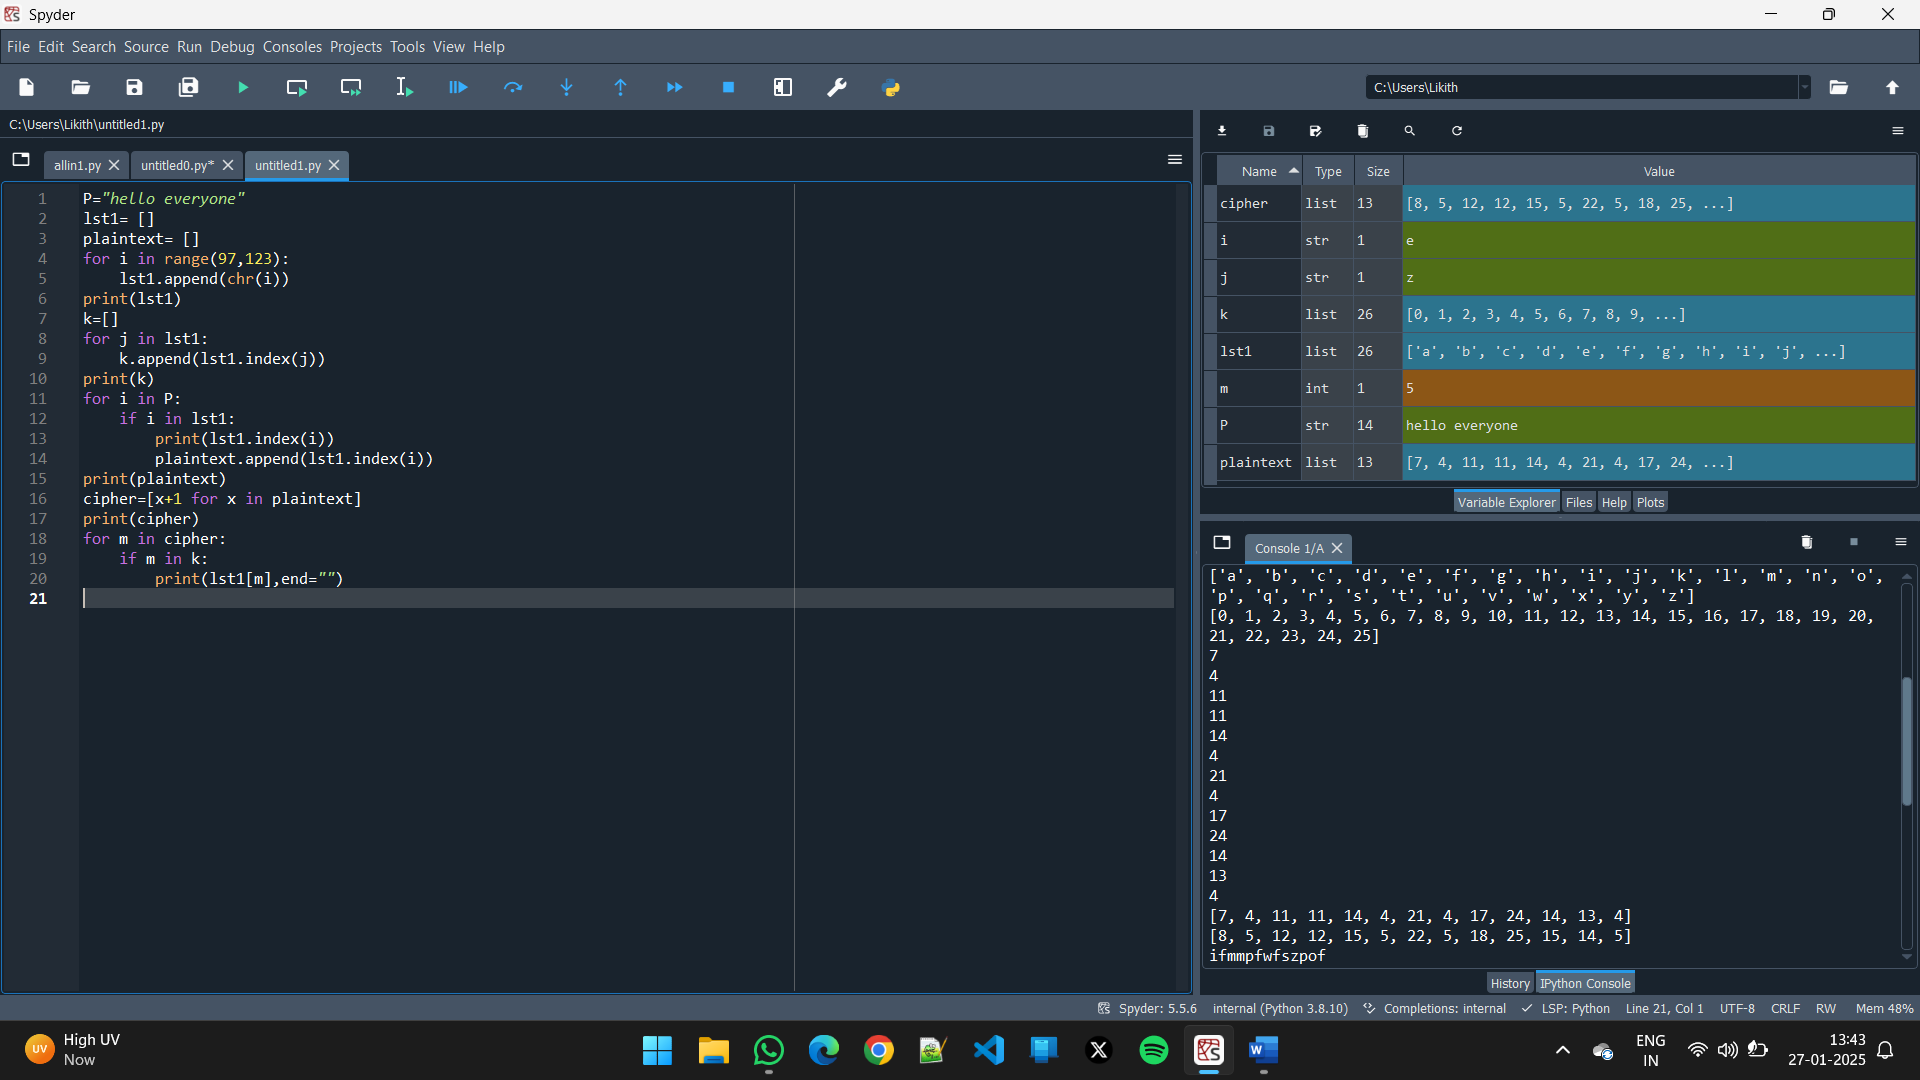 Spyder
File Edit Search Source Run Debug Consoles Projects Tools View Help
C:\Users\Likith
C:\Users\Likith\untitled1.py
allin1.py untitled0.py* untitled1.py
1 P="hello everyone"
2 lst1= []
3 plaintext= []
4 for i in range(97,123):
5     lst1.append(chr(i))
6 print(lst1)
7 k=[]
8 for j in lst1:
9     k.append(lst1.index(j))
10 print(k)
11 for i in P:
12     if i in lst1:
13         print(lst1.index(i))
14         plaintext.append(lst1.index(i))
15 print(plaintext)
16 cipher=[x+1 for x in plaintext]
17 print(cipher)
18 for m in cipher:
19     if m in k:
20         print(lst1[m],end="")
21
Name Type Size Value
cipher list 13 [8, 5, 12, 12, 15, 5, 22, 5, 18, 25, ...]
i str 1 e
j str 1 z
k list 26 [0, 1, 2, 3, 4, 5, 6, 7, 8, 9, ...]
lst1 list 26 ['a', 'b', 'c', 'd', 'e', 'f', 'g', 'h', 'i', 'j', ...]
m int 1 5
P str 14 hello everyone
plaintext list 13 [7, 4, 11, 11, 14, 4, 21, 4, 17, 24, ...]
Variable Explorer Files Help Plots
Console 1/A
['a', 'b', 'c', 'd', 'e', 'f', 'g', 'h', 'i', 'j', 'k', 'l', 'm', 'n', 'o',
'p', 'q', 'r', 's', 't', 'u', 'v', 'w', 'x', 'y', 'z']
[0, 1, 2, 3, 4, 5, 6, 7, 8, 9, 10, 11, 12, 13, 14, 15, 16, 17, 18, 19, 20,
21, 22, 23, 24, 25]
7
4
11
11
14
4
21
4
17
24
14
13
4
[7, 4, 11, 11, 14, 4, 21, 4, 17, 24, 14, 13, 4]
[8, 5, 12, 12, 15, 5, 22, 5, 18, 25, 15, 14, 5]
ifmmpfwfszpof
History IPython Console
Spyder: 5.5.6 internal (Python 3.8.10) Completions: internal LSP: Python Line 21, Col 1 UTF-8 CRLF RW Mem 48%
UV High UV
Now
ENG
IN
13:43
27-01-2025